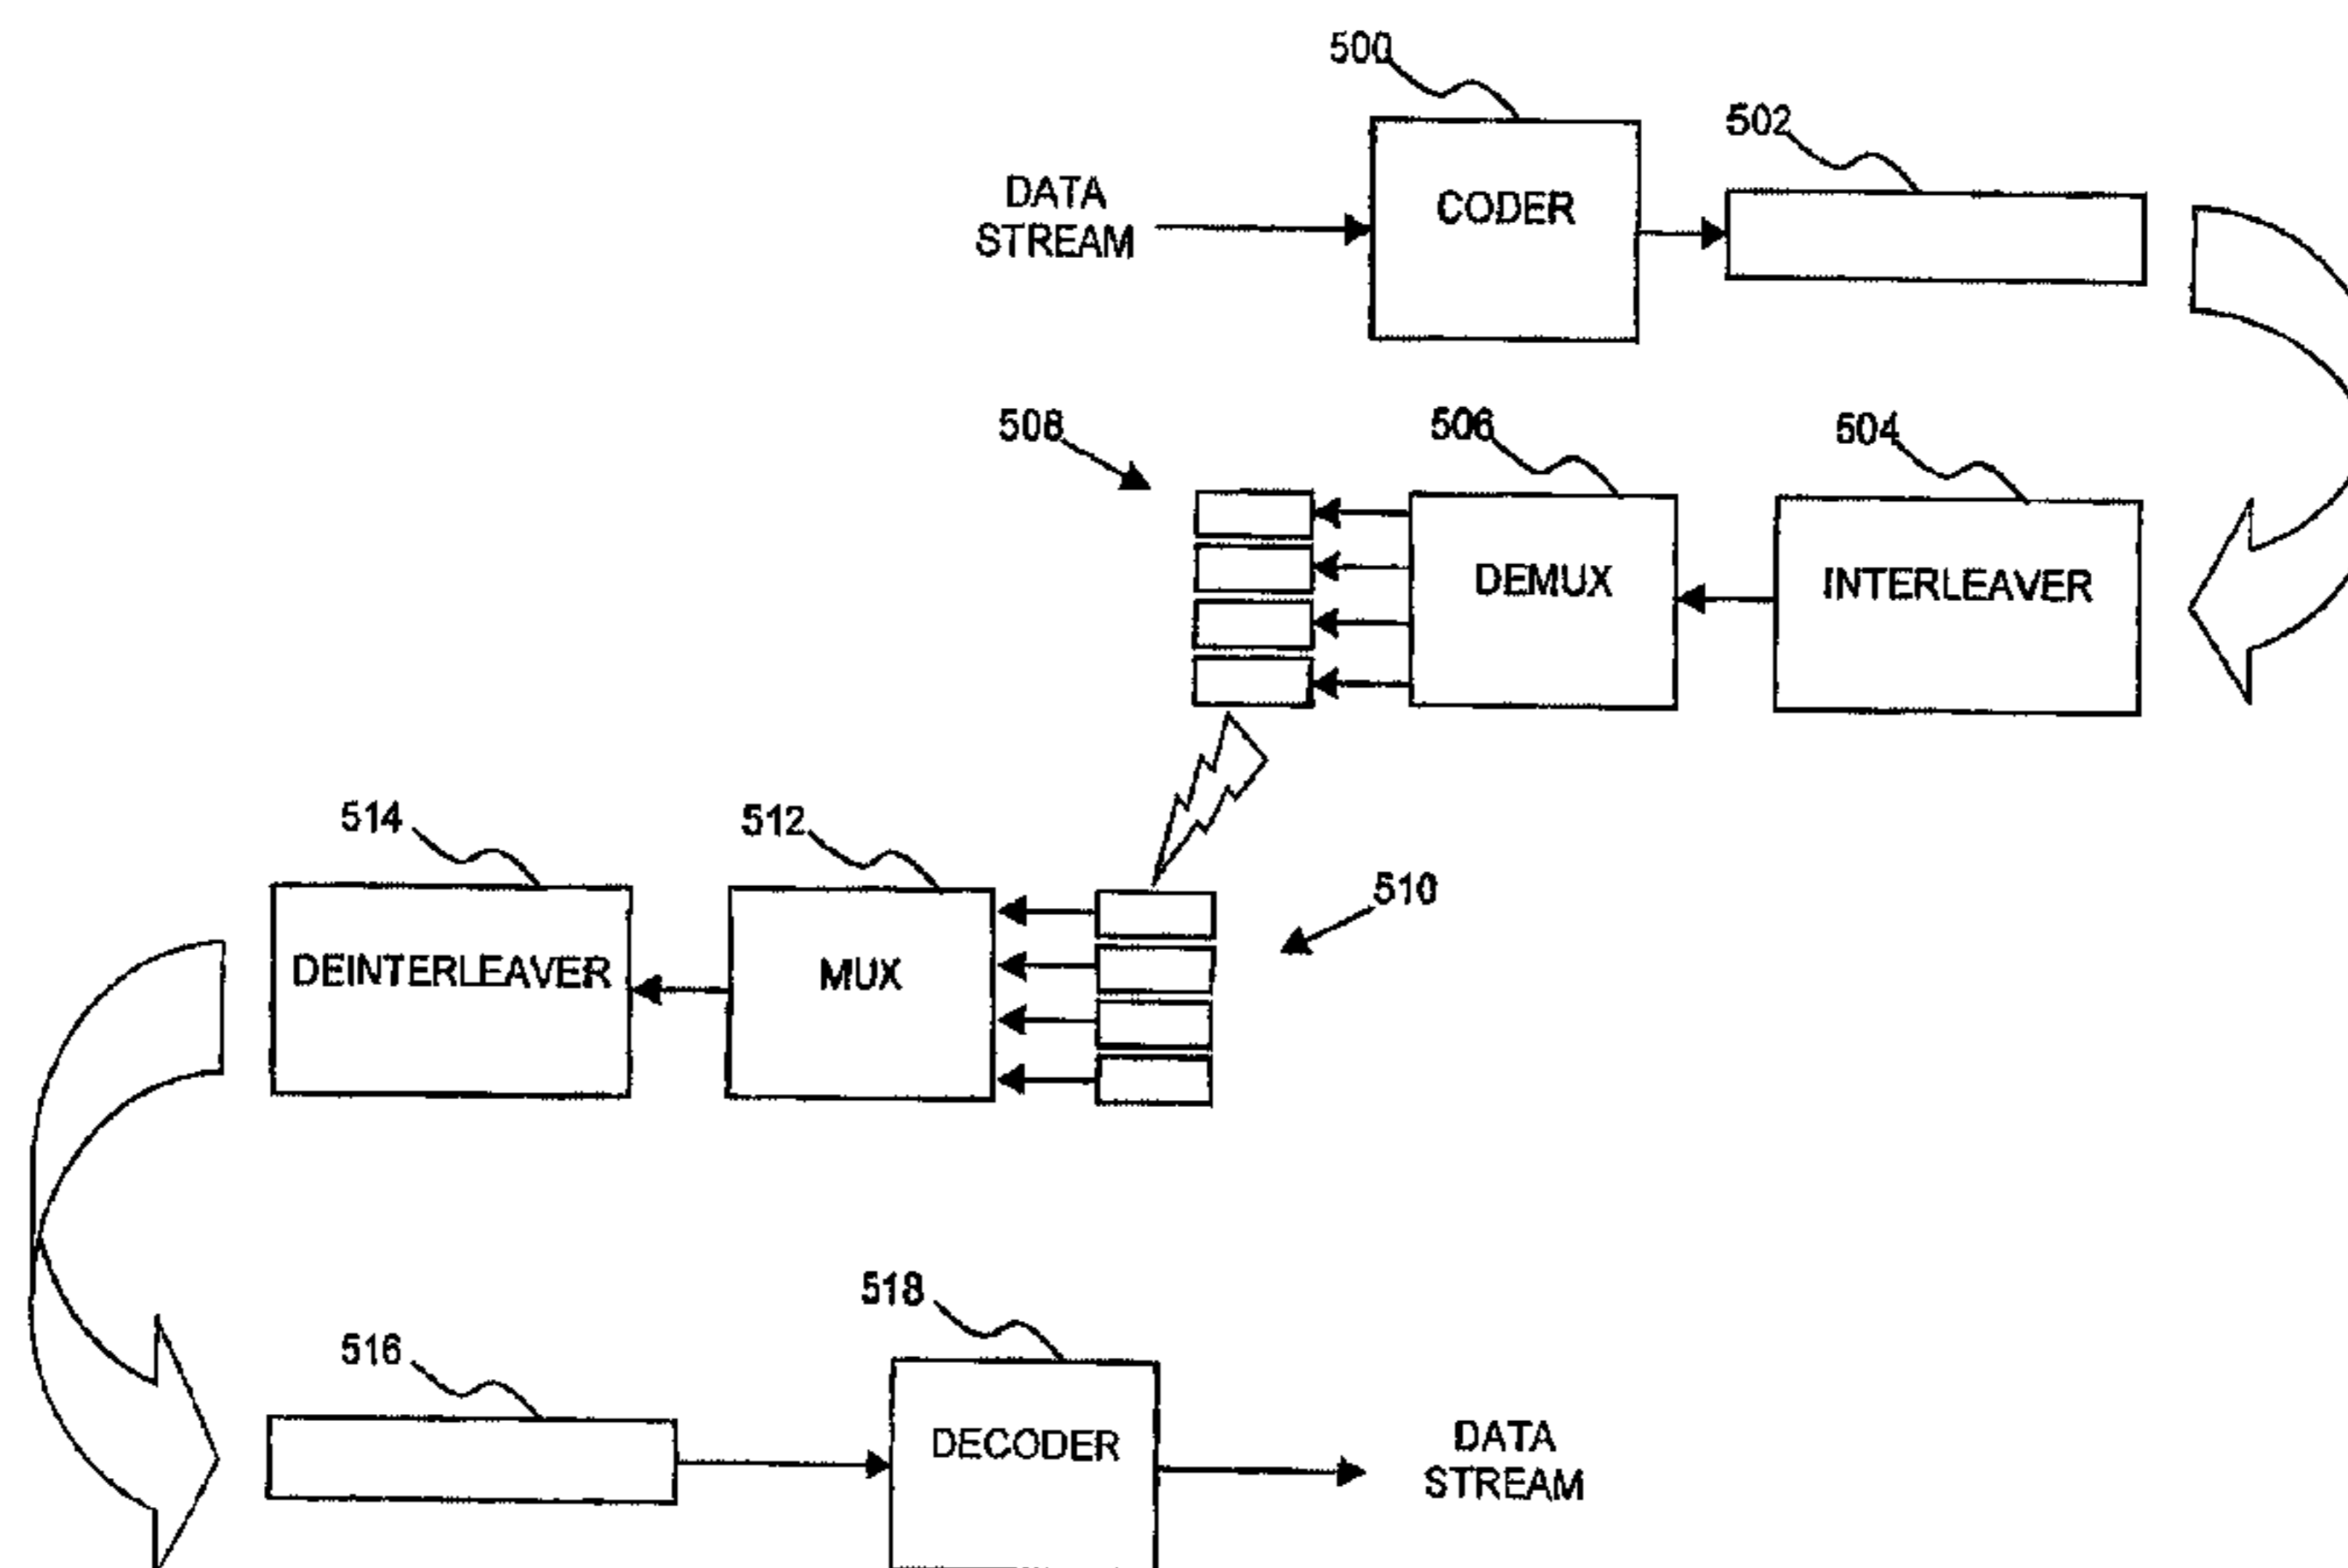 500
502
DATA
STREAM
CODER
508
506
504
DEMUX
INTERLEAVER
514
512
510
DEINTERLEAVER
MUX
518
516
DECODER
DATA
STREAM